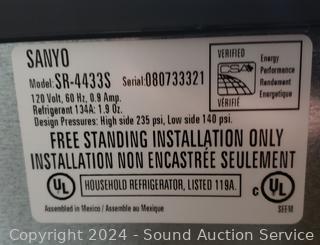 SANYO
Model: SR-4433S Serial: 080733321
120 Volt, 60 Hz, 0.9 Amp.
Refrigerant 134A: 1.9 Oz.
Design Pressures: High side 235 psi, Low side 140 psi.
VERIFIED
CSA
VÉRIFIÉ
Energy
Performance
Rendement
Energetique
FREE STANDING INSTALLATION ONLY
INSTALLATION NON ENCASTRÉE SEULEMENT
UL
HOUSEHOLD REFRIGERATOR, LISTED 119A.
c UL
Assembled in Mexico / Assemblé au Mexique
SEEM
Copyright 2024 - Sound Auction Service